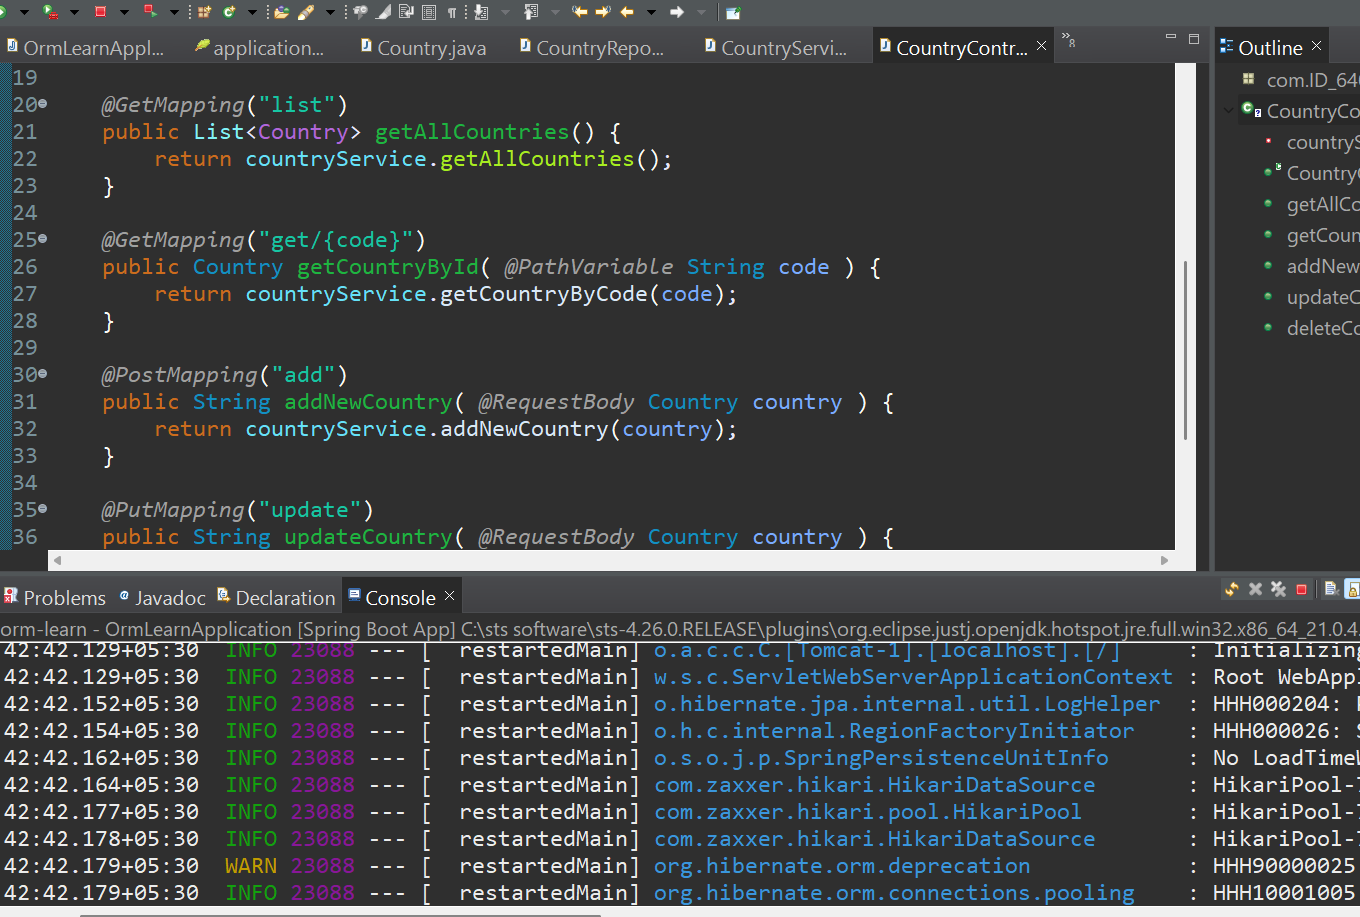 OrmLearnAppl... application... Country.java CountryRepo... CountryServi... CountryContr... »8 Outline
19
20 @GetMapping("list")
21 public List<Country> getAllCountries() {
22 return countryService.getAllCountries();
23 }
24
25 @GetMapping("get/{code}")
26 public Country getCountryById( @PathVariable String code ) {
27 return countryService.getCountryByCode(code);
28 }
29
30 @PostMapping("add")
31 public String addNewCountry( @RequestBody Country country ) {
32 return countryService.addNewCountry(country);
33 }
34
35 @PutMapping("update")
36 public String updateCountry( @RequestBody Country country ) {
com.ID_640
CountryCo
countryS
CountryC
getAllCo
getCoun
addNew
updateC
deleteCo
Problems Javadoc Declaration Console
orm-learn - OrmLearnApplication [Spring Boot App] C:\sts software\sts-4.26.0.RELEASE\plugins\org.eclipse.justj.openjdk.hotspot.jre.full.win32.x86_64_21.0.4.
42:42.129+05:30 INFO 23088 --- [ restartedMain] o.a.c.c.C.[Tomcat-1].[localhost].[/] : Initializing
42:42.129+05:30 INFO 23088 --- [ restartedMain] w.s.c.ServletWebServerApplicationContext : Root WebAppl
42:42.152+05:30 INFO 23088 --- [ restartedMain] o.hibernate.jpa.internal.util.LogHelper : HHH000204:
42:42.154+05:30 INFO 23088 --- [ restartedMain] o.h.c.internal.RegionFactoryInitiator : HHH000026:
42:42.162+05:30 INFO 23088 --- [ restartedMain] o.s.o.j.p.SpringPersistenceUnitInfo : No LoadTimeW
42:42.164+05:30 INFO 23088 --- [ restartedMain] com.zaxxer.hikari.HikariDataSource : HikariPool-
42:42.177+05:30 INFO 23088 --- [ restartedMain] com.zaxxer.hikari.pool.HikariPool : HikariPool-
42:42.178+05:30 INFO 23088 --- [ restartedMain] com.zaxxer.hikari.HikariDataSource : HikariPool-
42:42.179+05:30 WARN 23088 --- [ restartedMain] org.hibernate.orm.deprecation : HHH90000025
42:42.179+05:30 INFO 23088 --- [ restartedMain] org.hibernate.orm.connections.pooling : HHH10001005